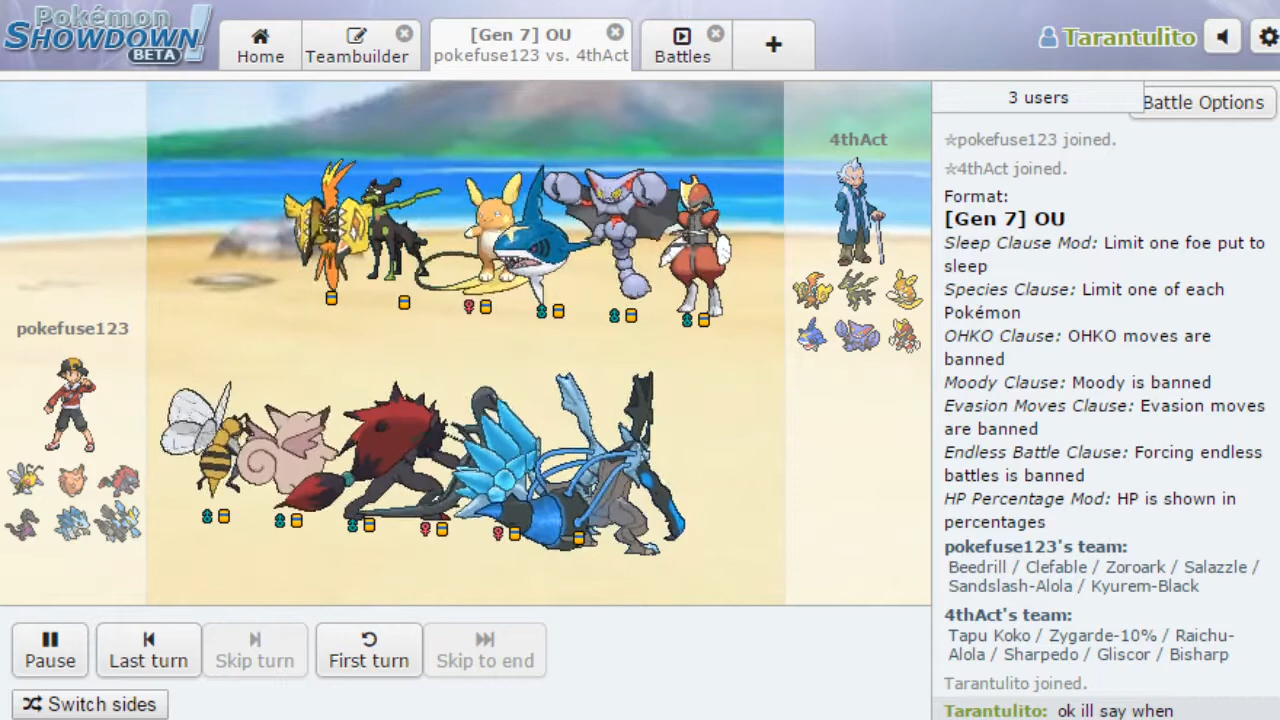 Pokémon
SHOWDOWN!
BETA
Home
Teambuilder
[Gen 7] OU
pokefuse123 vs. 4thAct
Battles
Tarantulito
pokefuse123
4thAct
3 users
Battle Options
☆pokefuse123 joined.
☆4thAct joined.
Format:
[Gen 7] OU
Sleep Clause Mod: Limit one foe put to
sleep
Species Clause: Limit one of each
Pokémon
OHKO Clause: OHKO moves are
banned
Moody Clause: Moody is banned
Evasion Moves Clause: Evasion moves
are banned
Endless Battle Clause: Forcing endless
battles is banned
HP Percentage Mod: HP is shown in
percentages
pokefuse123's team:
Beedrill / Clefable / Zoroark / Salazzle /
Sandslash-Alola / Kyurem-Black
4thAct's team:
Tapu Koko / Zygarde-10% / Raichu-
Alola / Sharpedo / Gliscor / Bisharp
Tarantulito joined.
Tarantulito: ok ill say when
Pause
Last turn
Skip turn
First turn
Skip to end
Switch sides